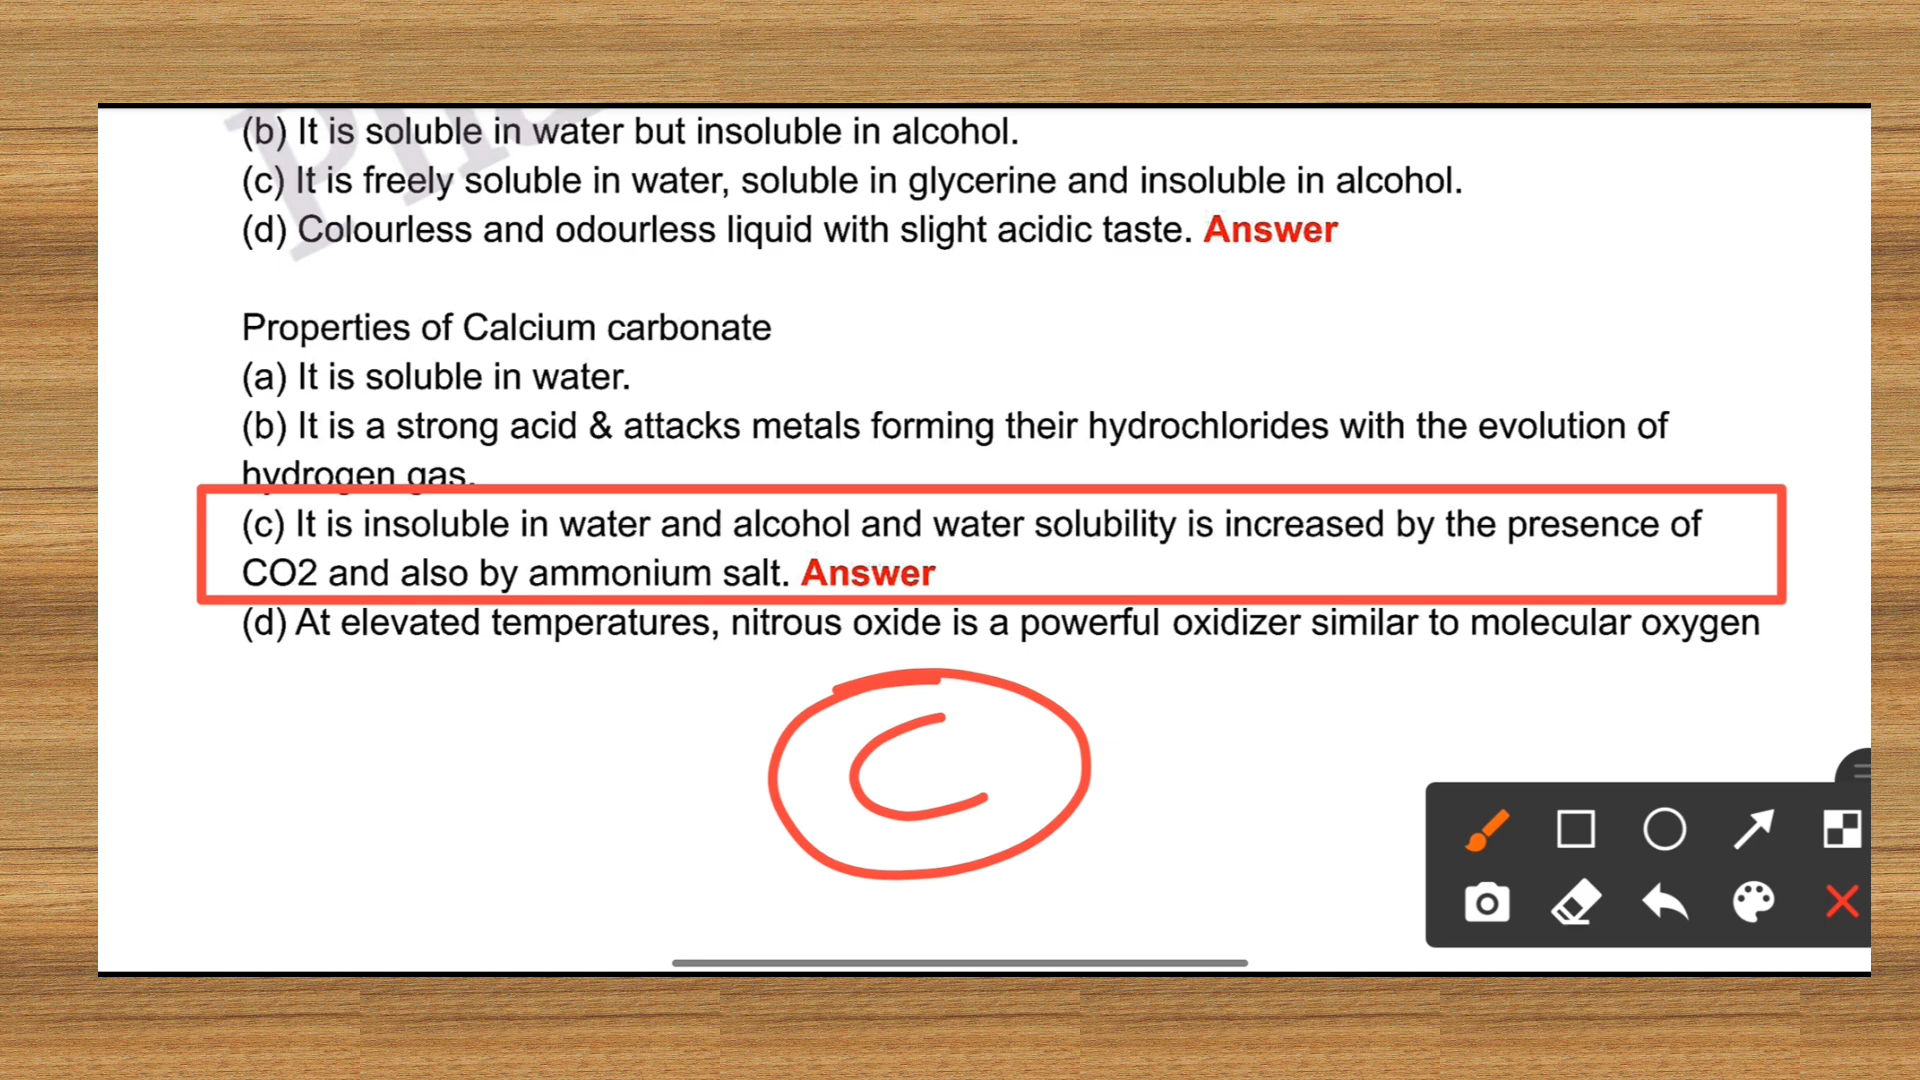 (b) It is soluble in water but insoluble in alcohol.
(c) It is freely soluble in water, soluble in glycerine and insoluble in alcohol.
(d) Colourless and odourless liquid with slight acidic taste. Answer
Properties of Calcium carbonate
(a) It is soluble in water.
(b) It is a strong acid & attacks metals forming their hydrochlorides with the evolution of
hydrogen gas.
(c) It is insoluble in water and alcohol and water solubility is increased by the presence of
CO2 and also by ammonium salt. Answer
(d) At elevated temperatures, nitrous oxide is a powerful oxidizer similar to molecular oxygen
C